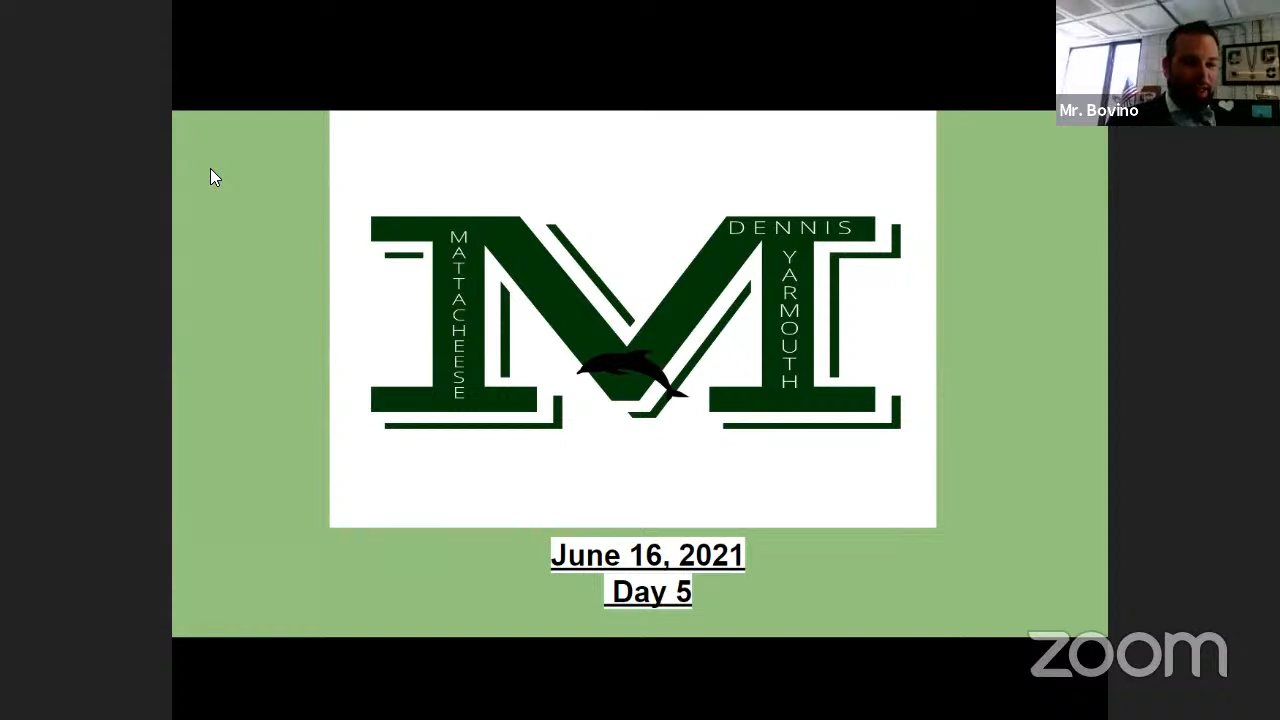 Mr. Bovino
MATTACHEESE
DENNIS
YARMOUTH
June 16, 2021
Day 5
zoom